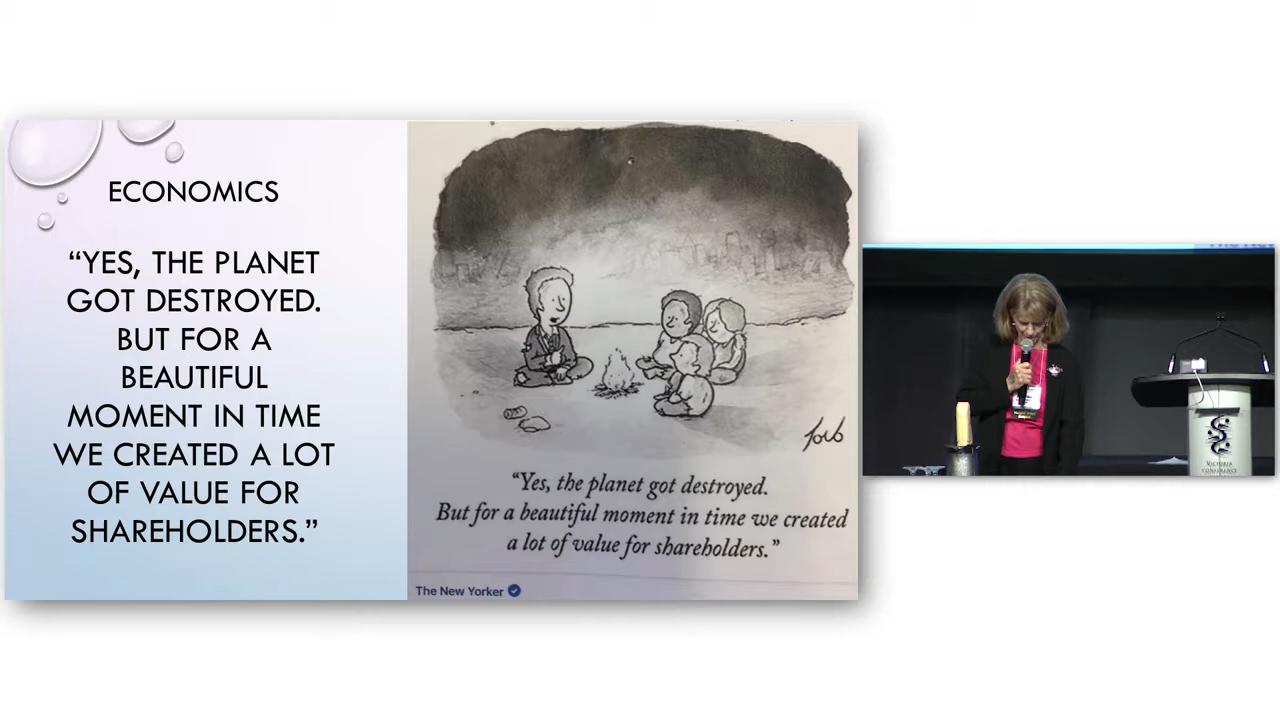 ECONOMICS
“YES, THE PLANET
GOT DESTROYED.
BUT FOR A
BEAUTIFUL
MOMENT IN TIME
WE CREATED A LOT
OF VALUE FOR
SHAREHOLDERS.”
“Yes, the planet got destroyed.
But for a beautiful moment in time we created
a lot of value for shareholders.”
The New Yorker
VICTORIA
CONFERENCE